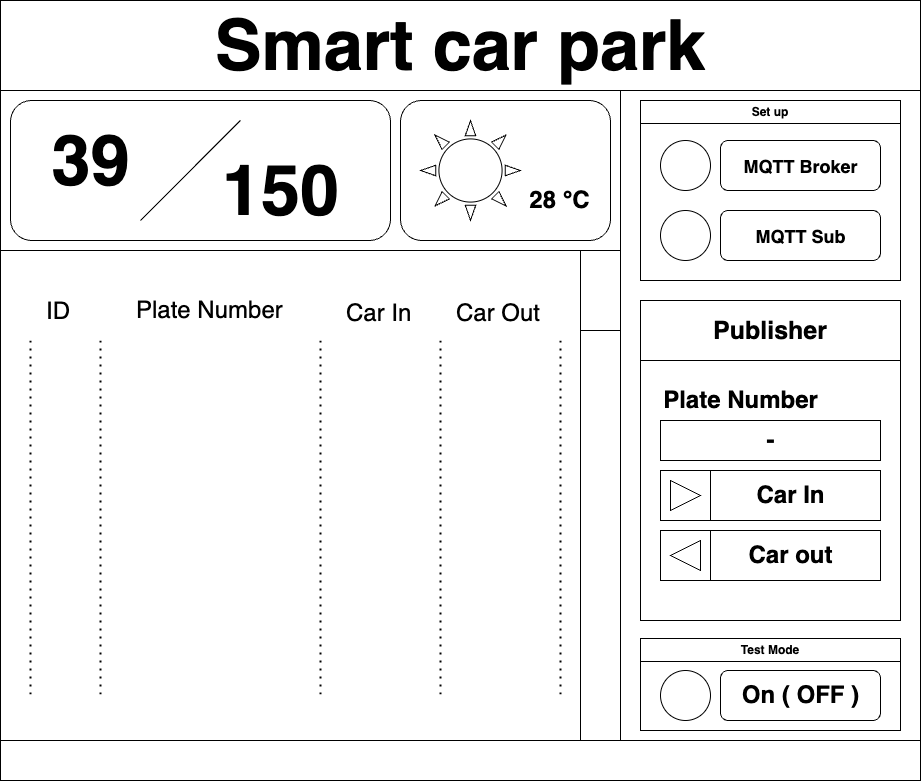 Smart car park
39
150
28 °C
Set up
MQTT Broker
MQTT Sub
ID Plate Number Car In Car Out
Publisher
Plate Number
-
Car In
Car out
Test Mode
On ( OFF )